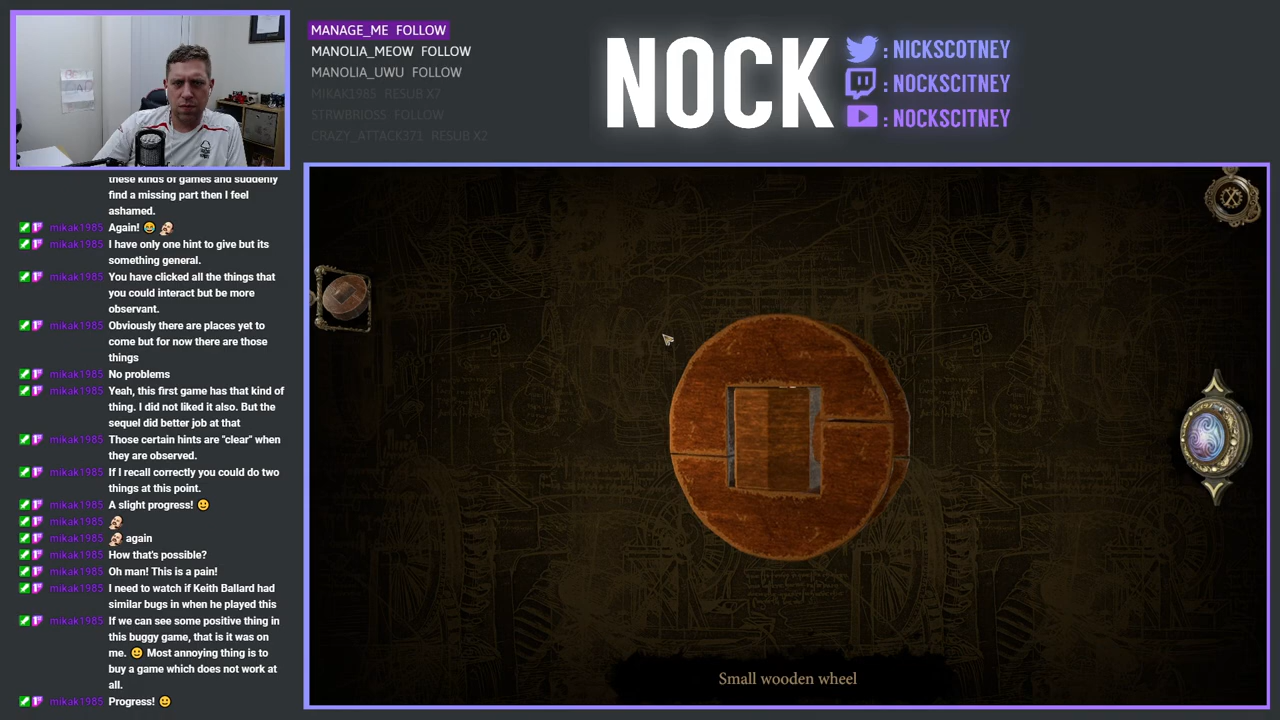 MANAGE_ME FOLLOW
MANOLIA_MEOW FOLLOW
MANOLIA_UWU FOLLOW
MIKAK1985 RESUB X7
STRWBRIOSS FOLLOW
CRAZY_ATTACK371 RESUB X2
NOCK
: NICKSCOTNEY
: NOCKSCITNEY
: NOCKSCITNEY
these kinds of games and suddenly
find a missing part then I feel
ashamed.
mikak1985 Again! 😂
mikak1985 I have only one hint to give but its
something general.
mikak1985 You have clicked all the things that
you could interact but be more
observant.
mikak1985 Obviously there are places yet to
come but for now there are those
things
mikak1985 No problems
mikak1985 Yeah, this first game has that kind of
thing. I did not liked it also. But the
sequel did better job at that
mikak1985 Those certain hints are "clear" when
they are observed.
mikak1985 If I recall correctly you could do two
things at this point.
mikak1985 A slight progress! 🙂
mikak1985
mikak1985 again
mikak1985 How that's possible?
mikak1985 Oh man! This is a pain!
mikak1985 I need to watch if Keith Ballard had
similar bugs in when he played this
mikak1985 If we can see some positive thing in
this buggy game, that is it was on
me. 🙂 Most annoying thing is to
buy a game which does not work at
all.
mikak1985 Progress! 🙂
Small wooden wheel